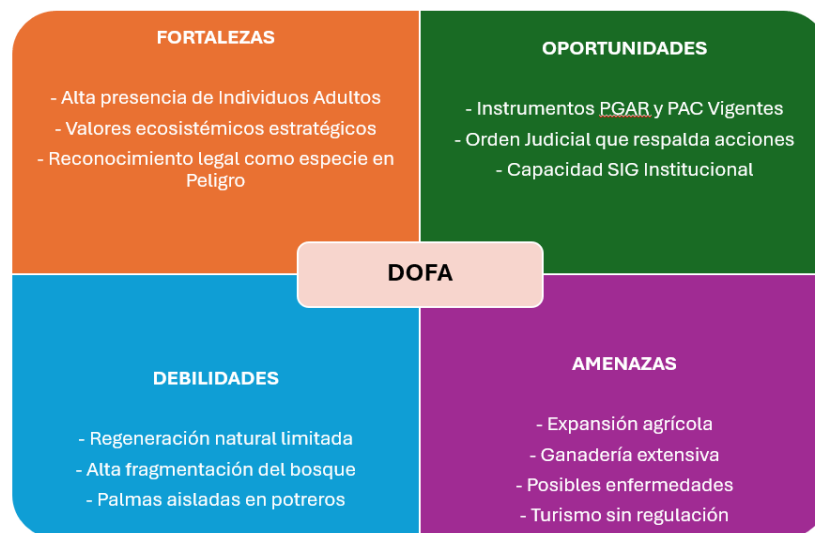 FORTALEZAS
- Alta presencia de Individuos Adultos
- Valores ecosistémicos estratégicos
- Reconocimiento legal como especie en
Peligro
OPORTUNIDADES
- Instrumentos PGAR y PAC Vigentes
- Orden Judicial que respalda acciones
- Capacidad SIG Institucional
DOFA
DEBILIDADES
- Regeneración natural limitada
- Alta fragmentación del bosque
- Palmas aisladas en potreros
AMENAZAS
- Expansión agrícola
- Ganadería extensiva
- Posibles enfermedades
- Turismo sin regulación